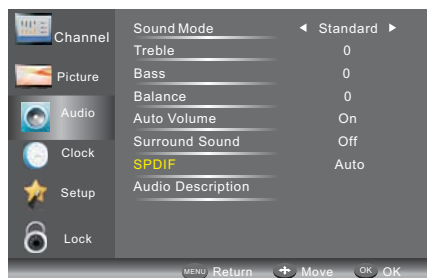 Channel
Picture
Audio
Clock
Setup
Lock
Sound Mode ◀ Standard ▶
Treble 0
Bass 0
Balance 0
Auto Volume On
Surround Sound Off
SPDIF Auto
Audio Description
MENU Return Move OK OK